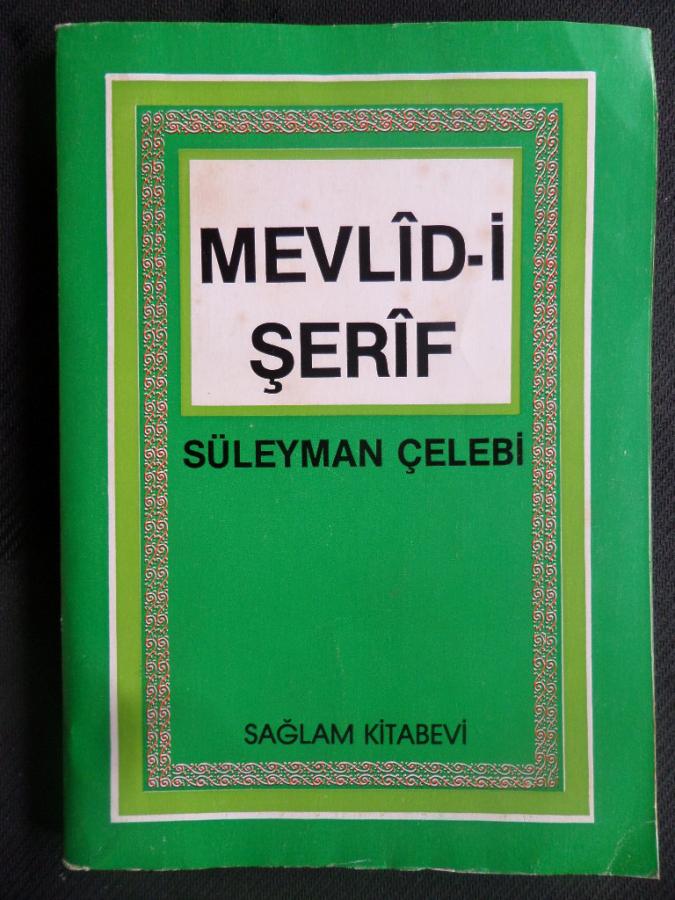 MEVLÎD-İ
ŞERÎF
SÜLEYMAN ÇELEBİ
SAĞLAM KİTABEVİ